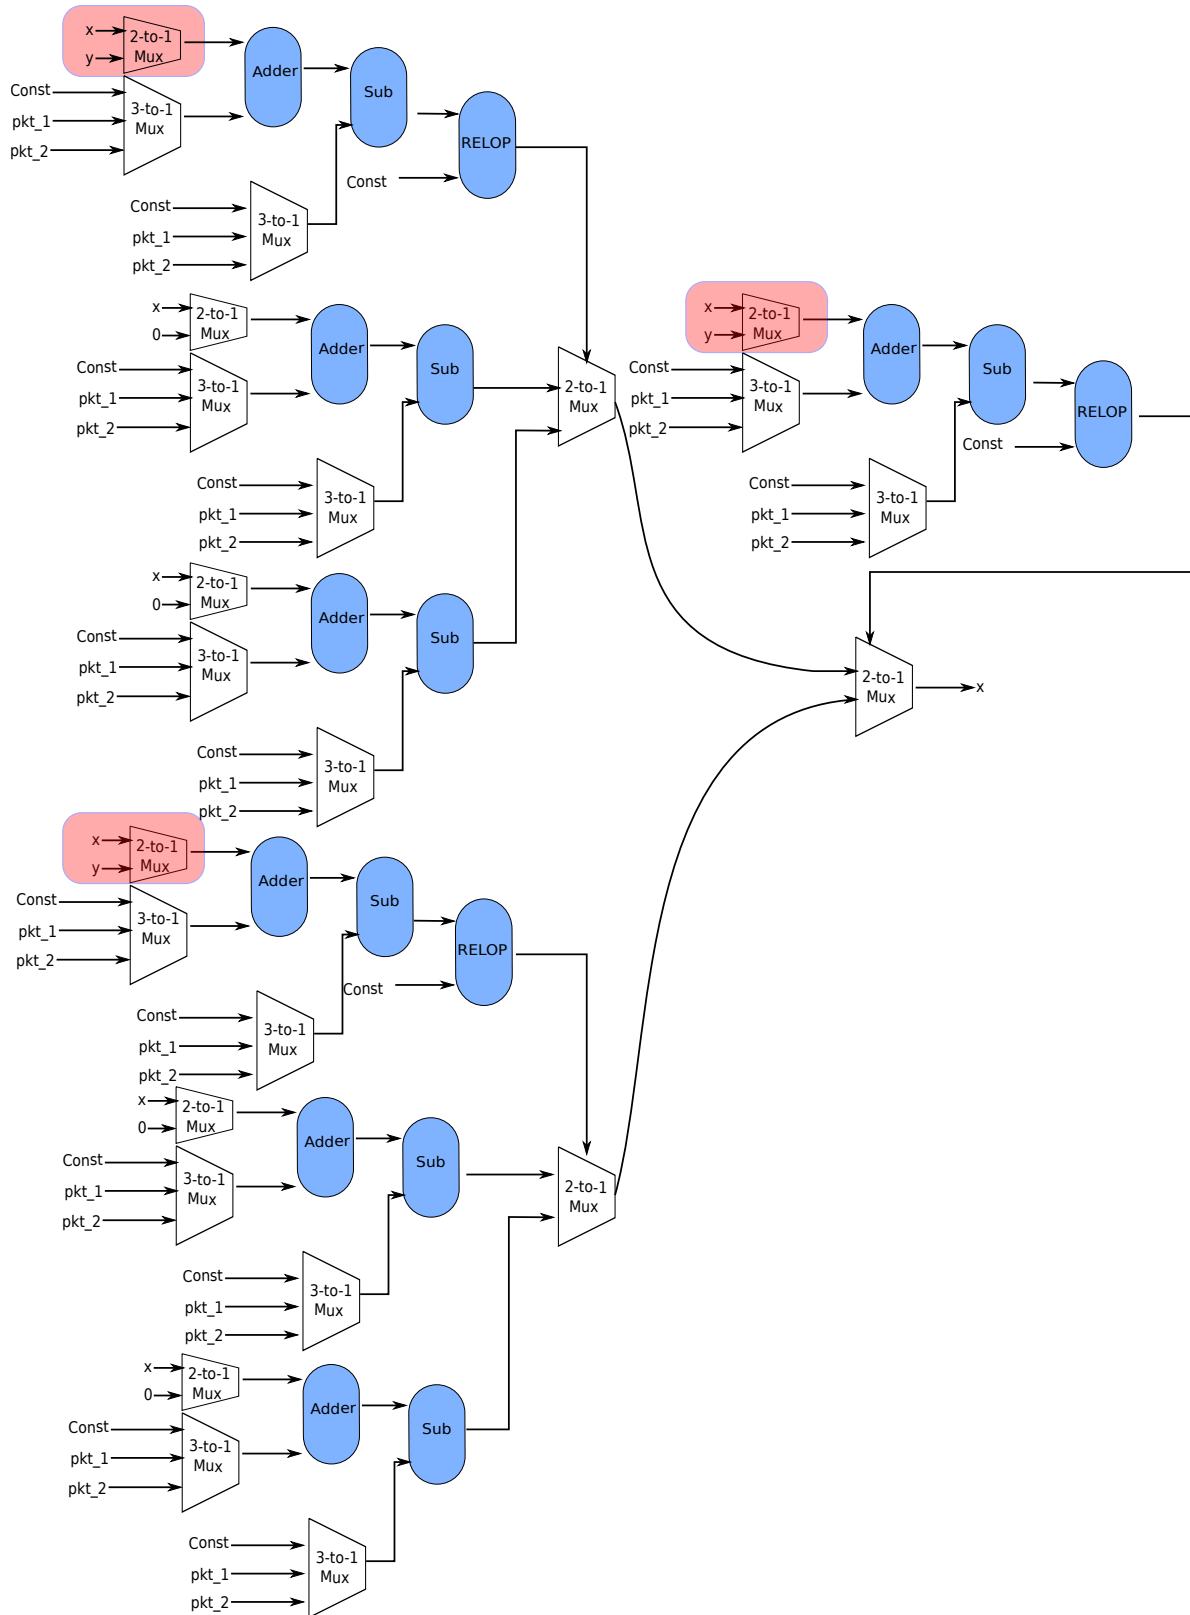 x
2-to-1
Mux
y
Adder
Const
3-to-1
Mux
pkt_1
pkt_2
Sub
RELOP
Const
Const
3-to-1
Mux
pkt_1
pkt_2
x
2-to-1
Mux
0
Adder
Const
3-to-1
Mux
pkt_1
pkt_2
Sub
Const
3-to-1
Mux
pkt_1
pkt_2
2-to-1
Mux
x
2-to-1
Mux
y
Adder
Const
3-to-1
Mux
pkt_1
pkt_2
Sub
RELOP
Const
Const
3-to-1
Mux
pkt_1
pkt_2
x
2-to-1
Mux
0
Adder
Const
3-to-1
Mux
pkt_1
pkt_2
Sub
Const
3-to-1
Mux
pkt_1
pkt_2
2-to-1
Mux
x
x
2-to-1
Mux
y
Adder
Const
3-to-1
Mux
pkt_1
pkt_2
Sub
RELOP
Const
Const
3-to-1
Mux
pkt_1
pkt_2
x
2-to-1
Mux
0
Adder
Const
3-to-1
Mux
pkt_1
pkt_2
Sub
Const
3-to-1
Mux
pkt_1
pkt_2
2-to-1
Mux
x
2-to-1
Mux
0
Adder
Const
3-to-1
Mux
pkt_1
pkt_2
Sub
Const
3-to-1
Mux
pkt_1
pkt_2